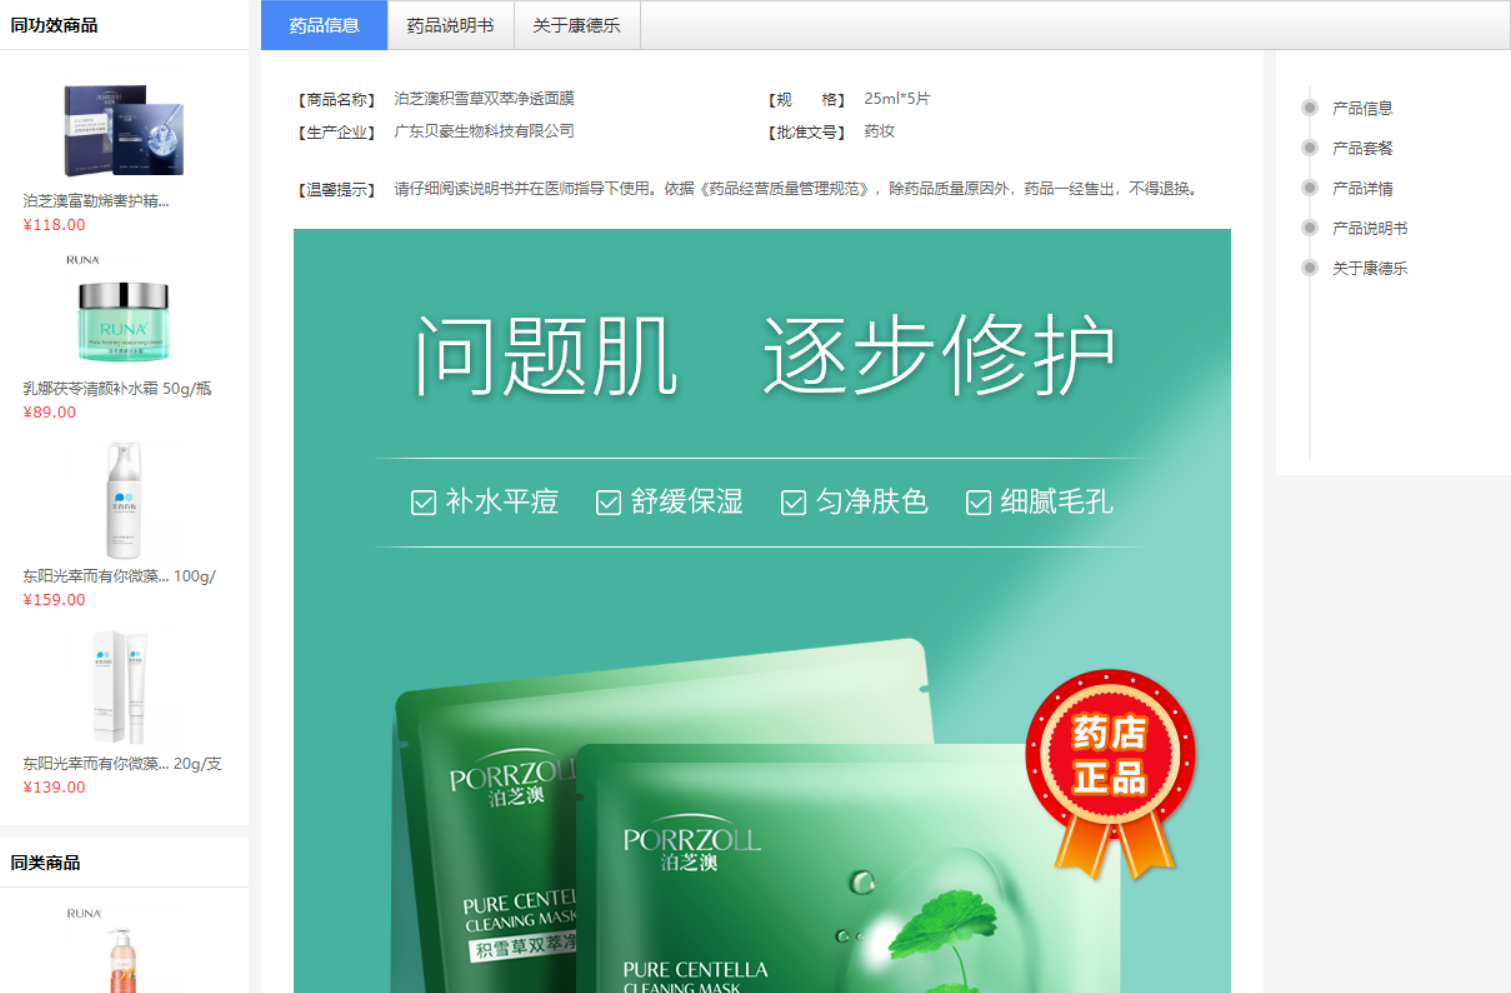 同功效商品
泊芝澳富勒烯奢护精...
¥118.00
RUNA
RUNA
乳娜茯苓清颜补水霜 50g/瓶
¥89.00
东阳光幸而有你微藻... 100g/
¥159.00
东阳光幸而有你微藻... 20g/支
¥139.00
同类商品
RUNA
药品信息 药品说明书 关于康德乐
【商品名称】 泊芝澳积雪草双萃净透面膜 【规 格】 25ml*5片
【生产企业】 广东贝豪生物科技有限公司 【批准文号】 药妆
【温馨提示】 请仔细阅读说明书并在医师指导下使用。依据《药品经营质量管理规范》，除药品质量原因外，药品一经售出，不得退换。
问题肌 逐步修护
补水平痘 舒缓保湿 匀净肤色 细腻毛孔
药店
正品
PORRZOLL
泊芝澳
PURE CENTEL
CLEANING MASK
积雪草双萃净
PORRZOLL
泊芝澳
PURE CENTELLA
CLEANING MASK
产品信息
产品套餐
产品详情
产品说明书
关于康德乐